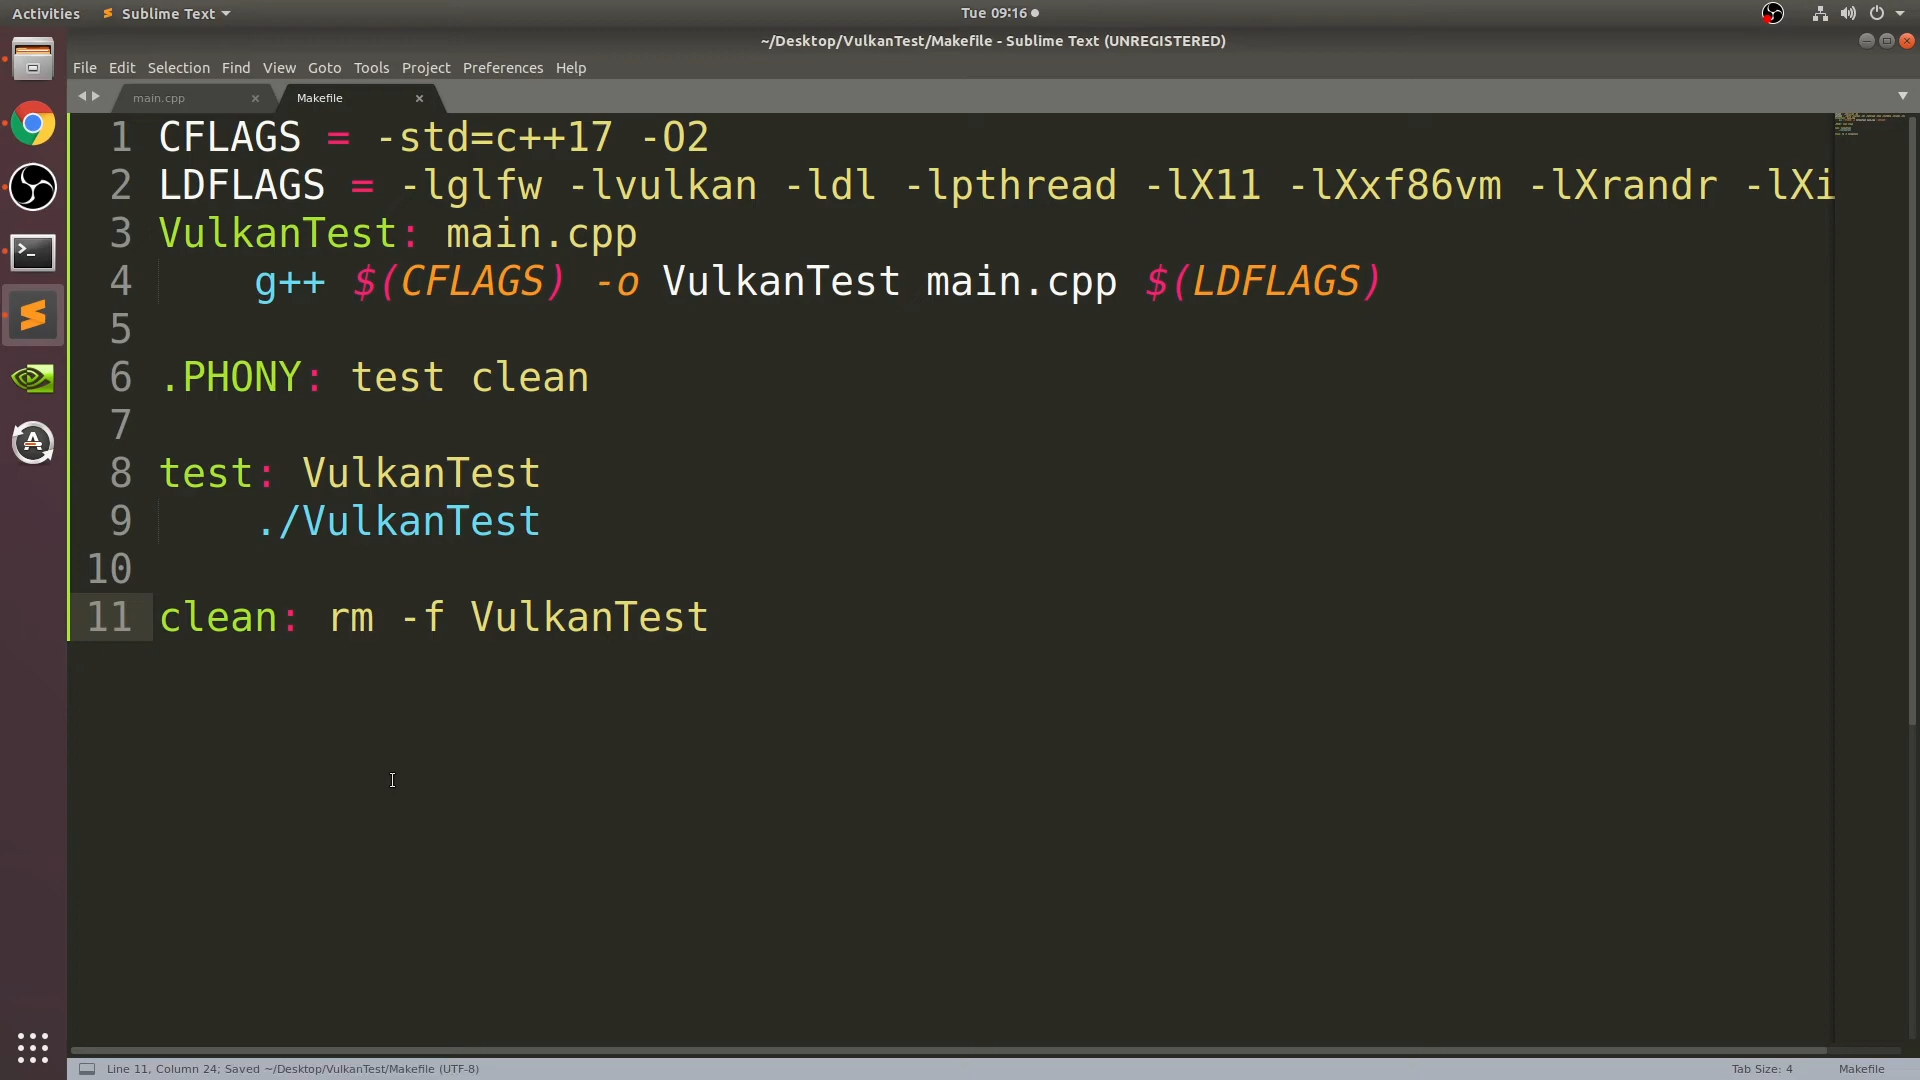 Activities Sublime Text Tue 09:16
~/Desktop/VulkanTest/Makefile - Sublime Text (UNREGISTERED)
File Edit Selection Find View Goto Tools Project Preferences Help
main.cpp Makefile
1 CFLAGS = -std=c++17 -O2
2 LDFLAGS = -lglfw -lvulkan -ldl -lpthread -lX11 -lXxf86vm -lXrandr -lXi
3 VulkanTest: main.cpp
4 g++ $(CFLAGS) -o VulkanTest main.cpp $(LDFLAGS)
5
6 .PHONY: test clean
7
8 test: VulkanTest
9 ./VulkanTest
10
11 clean: rm -f VulkanTest
Line 11, Column 24; Saved ~/Desktop/VulkanTest/Makefile (UTF-8) Tab Size: 4 Makefile